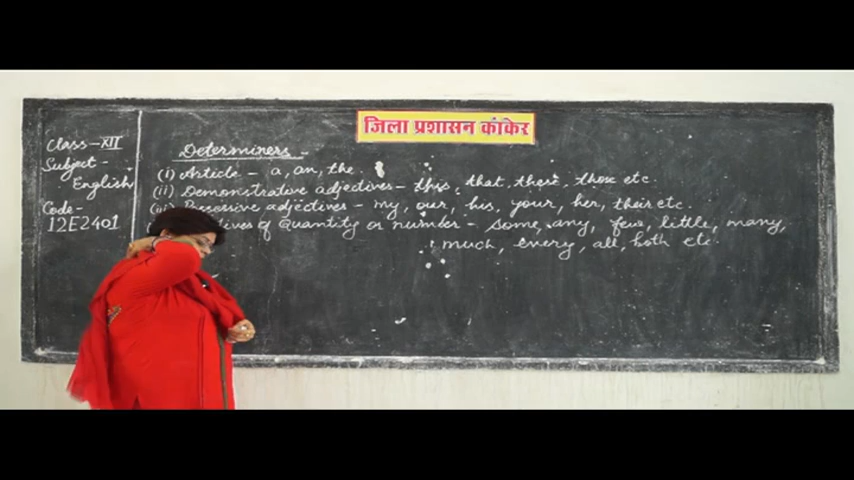 जिला प्रशासन कांकेर
Class - XII
Subject -
English
Code -
12E2401
Determiners -
(i) Article - a, an, the.
(ii) Demonstrative adjectives - this, that, these, those etc.
(iii) Possessive adjectives - my, our, his, your, her, their etc.
of Quantity or number - some, any, few, little, many,
much, every, all, both etc.